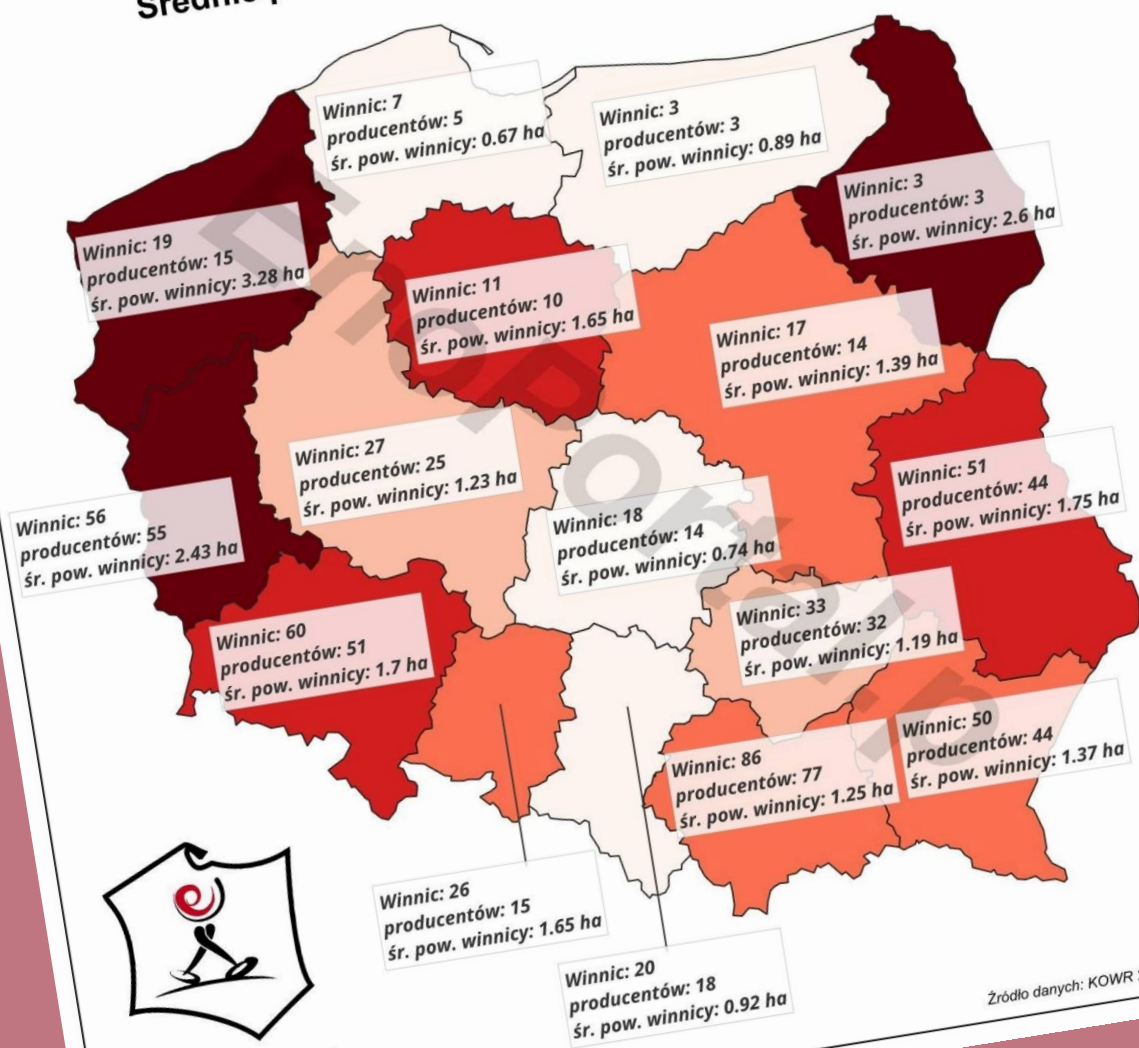 Winnic: 7
producentów: 5
śr. pow. winnicy: 0.67 ha
Winnic: 3
producentów: 3
śr. pow. winnicy: 0.89 ha
Winnic: 3
producentów: 3
śr. pow. winnicy: 2.6 ha
Winnic: 19
producentów: 15
śr. pow. winnicy: 3.28 ha
Winnic: 11
producentów: 10
śr. pow. winnicy: 1.65 ha
Winnic: 17
producentów: 14
śr. pow. winnicy: 1.39 ha
Winnic: 27
producentów: 25
śr. pow. winnicy: 1.23 ha
Winnic: 51
producentów: 44
śr. pow. winnicy: 1.75 ha
Winnic: 56
producentów: 55
śr. pow. winnicy: 2.43 ha
Winnic: 18
producentów: 14
śr. pow. winnicy: 0.74 ha
Winnic: 33
producentów: 32
śr. pow. winnicy: 1.19 ha
Winnic: 60
producentów: 51
śr. pow. winnicy: 1.7 ha
Winnic: 86
producentów: 77
śr. pow. winnicy: 1.25 ha
Winnic: 50
producentów: 44
śr. pow. winnicy: 1.37 ha
Winnic: 26
producentów: 15
śr. pow. winnicy: 1.65 ha
Winnic: 20
producentów: 18
śr. pow. winnicy: 0.92 ha
Źródło danych: KOWR
EnoPortal.p